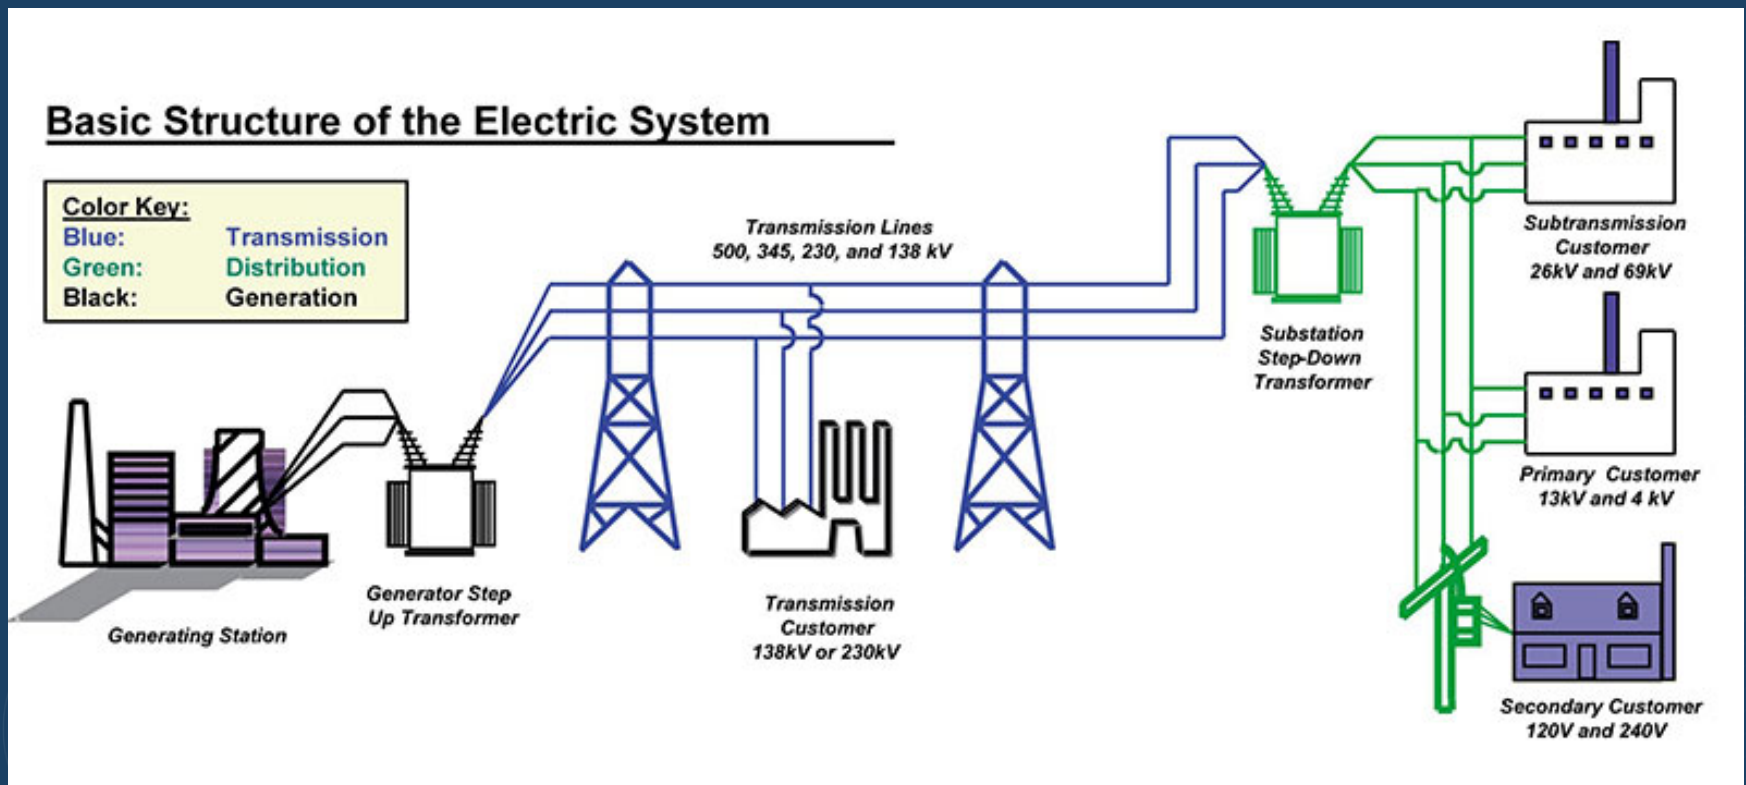 Basic Structure of the Electric System
Color Key:
Blue: Transmission
Green: Distribution
Black: Generation
Transmission Lines
500, 345, 230, and 138 kV
Generating Station
Generator Step
Up Transformer
Transmission
Customer
138kV or 230kV
Substation
Step-Down
Transformer
Subtransmission
Customer
26kV and 69kV
Primary Customer
13kV and 4 kV
Secondary Customer
120V and 240V